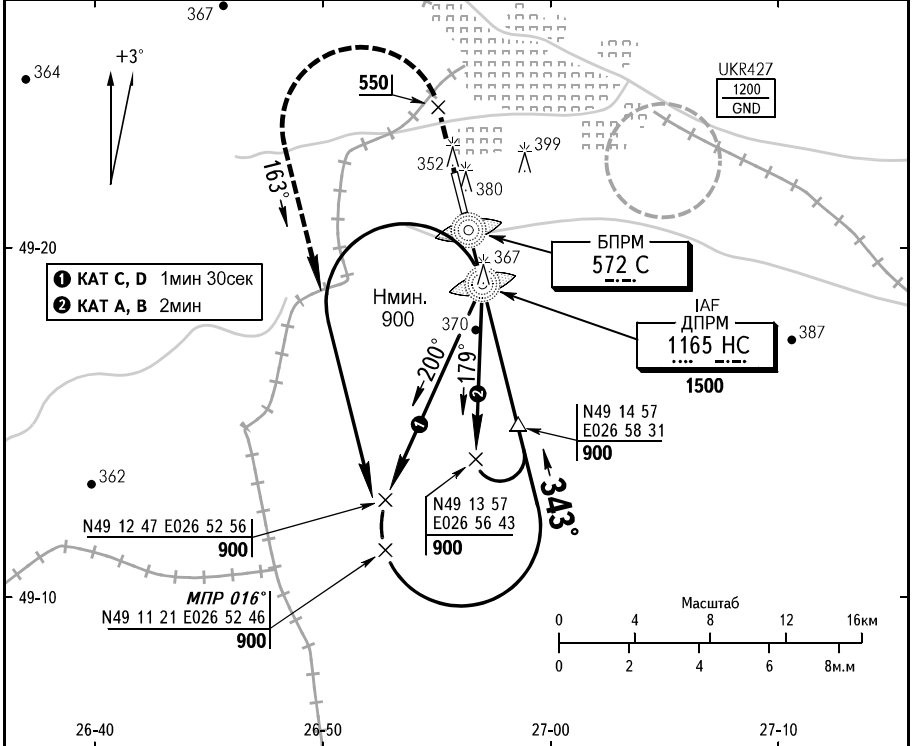 367
364
+3°
550
UKR427
1200
GND
399
352
380
163°
49-20
БПРМ
572 С
❶ КАТ C, D 1мин 30сек
❷ КАТ A, B 2мин
367
Hмин.
900
IAF
ДПРМ
1165 НС
1500
370
387
200°
179°
❷
❶
N49 14 57
E026 58 31
900
362
343°
N49 13 57
E026 56 43
900
N49 12 47 E026 52 56
900
МПР 016°
N49 11 21 E026 52 46
900
49-10
Масштаб
0 4 8 12 16км
0 2 4 6 8м.м
26-40 26-50 27-00 27-10